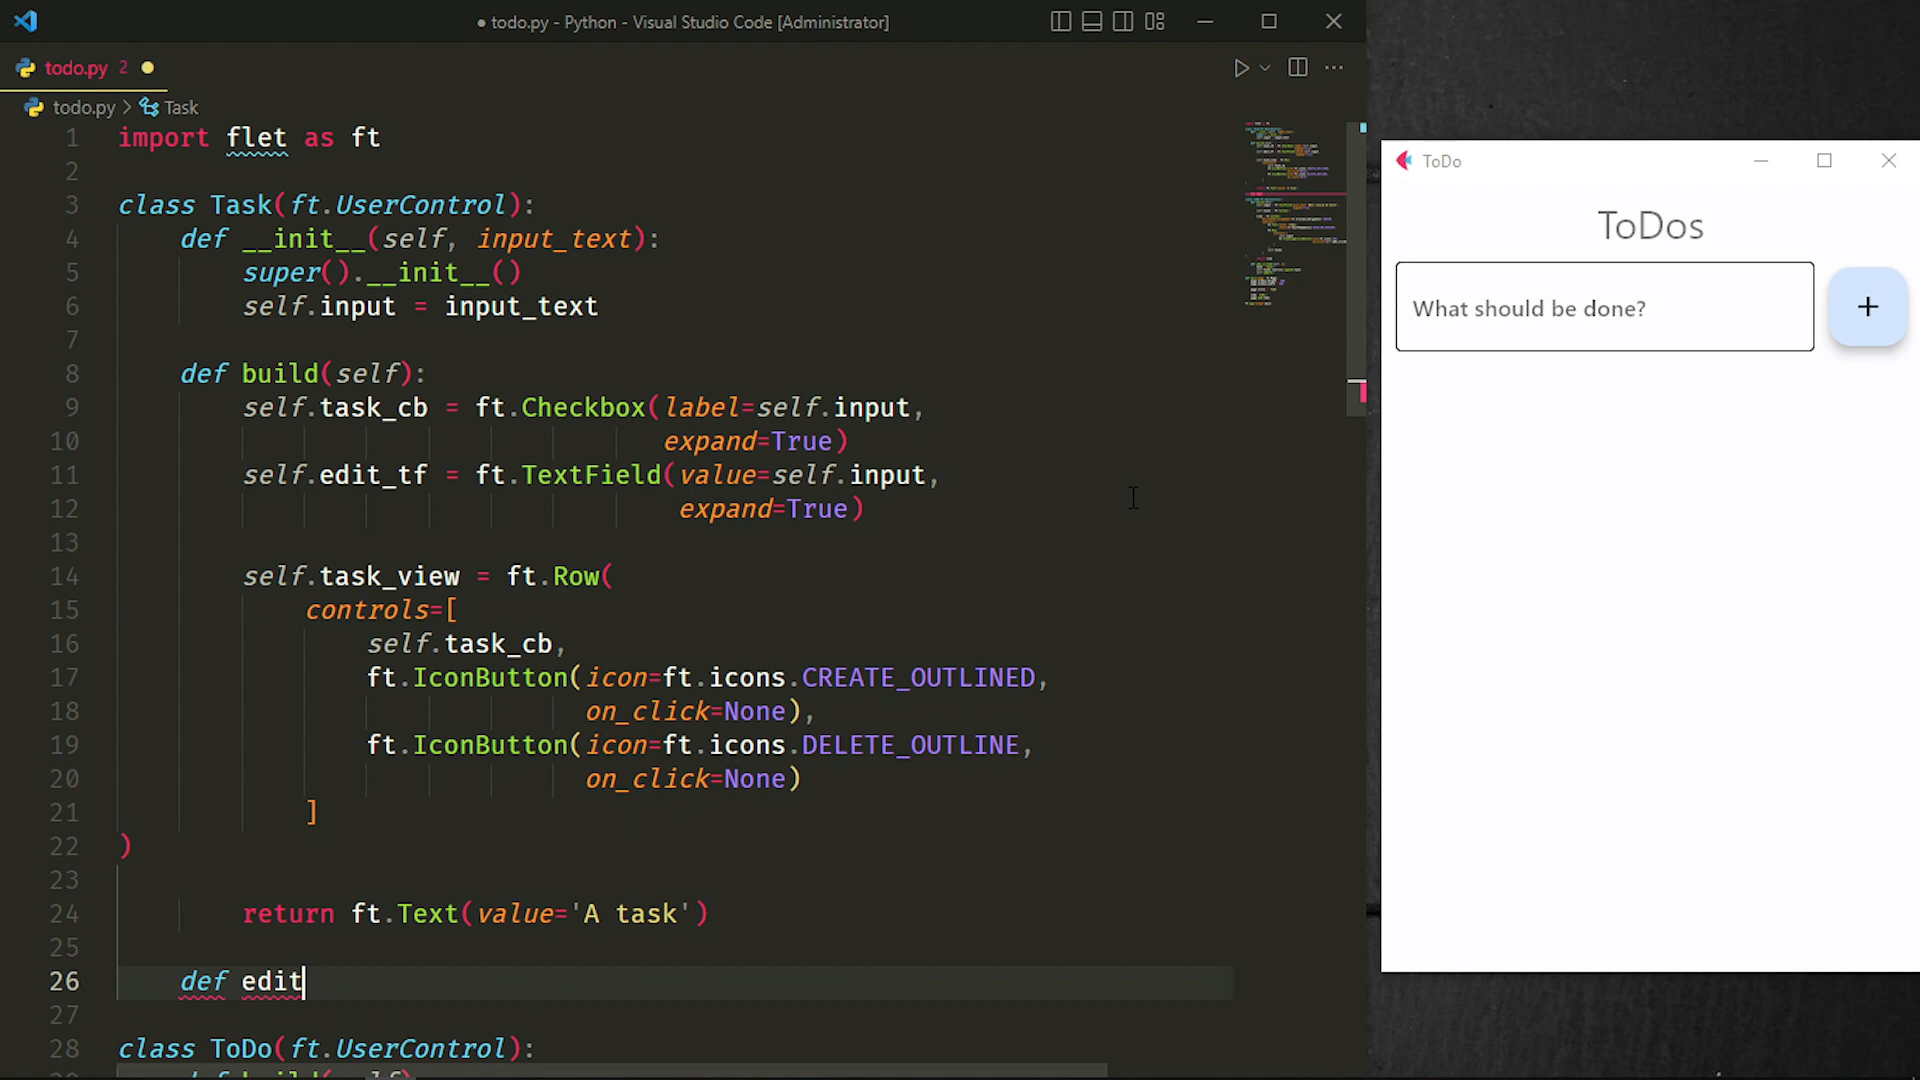 todo.py - Python - Visual Studio Code [Administrator]
todo.py 2
todo.py > Task
1 import flet as ft
2
3 class Task(ft.UserControl):
4     def __init__(self, input_text):
5         super().__init__()
6         self.input = input_text
7
8     def build(self):
9         self.task_cb = ft.Checkbox(label=self.input,
10                                    expand=True)
11         self.edit_tf = ft.TextField(value=self.input,
12                                     expand=True)
13
14         self.task_view = ft.Row(
15             controls=[
16                 self.task_cb,
17                 ft.IconButton(icon=ft.icons.CREATE_OUTLINED,
18                               on_click=None),
19                 ft.IconButton(icon=ft.icons.DELETE_OUTLINE,
20                               on_click=None)
21             ]
22 )
23
24         return ft.Text(value='A task')
25
26     def edit
27
28 class ToDo(ft.UserControl):
def build(self):
ToDo
ToDos
What should be done?
+